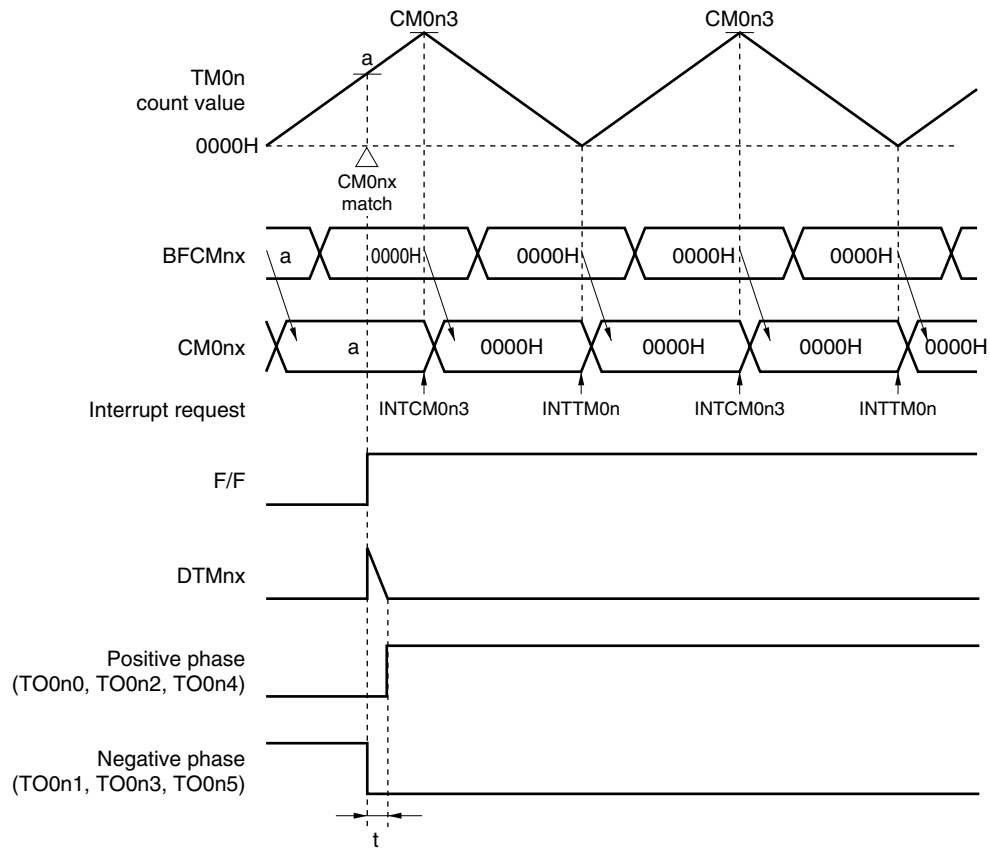 CM0n3 CM0n3
a
TM0n
count value
0000H
CM0nx
match
BFCMnx a 0000H 0000H 0000H 0000H
CM0nx a 0000H 0000H 0000H 0000H
Interrupt request INTCM0n3 INTTM0n INTCM0n3 INTTM0n
F/F
DTMnx
Positive phase
(TO0n0, TO0n2, TO0n4)
Negative phase
(TO0n1, TO0n3, TO0n5)
t